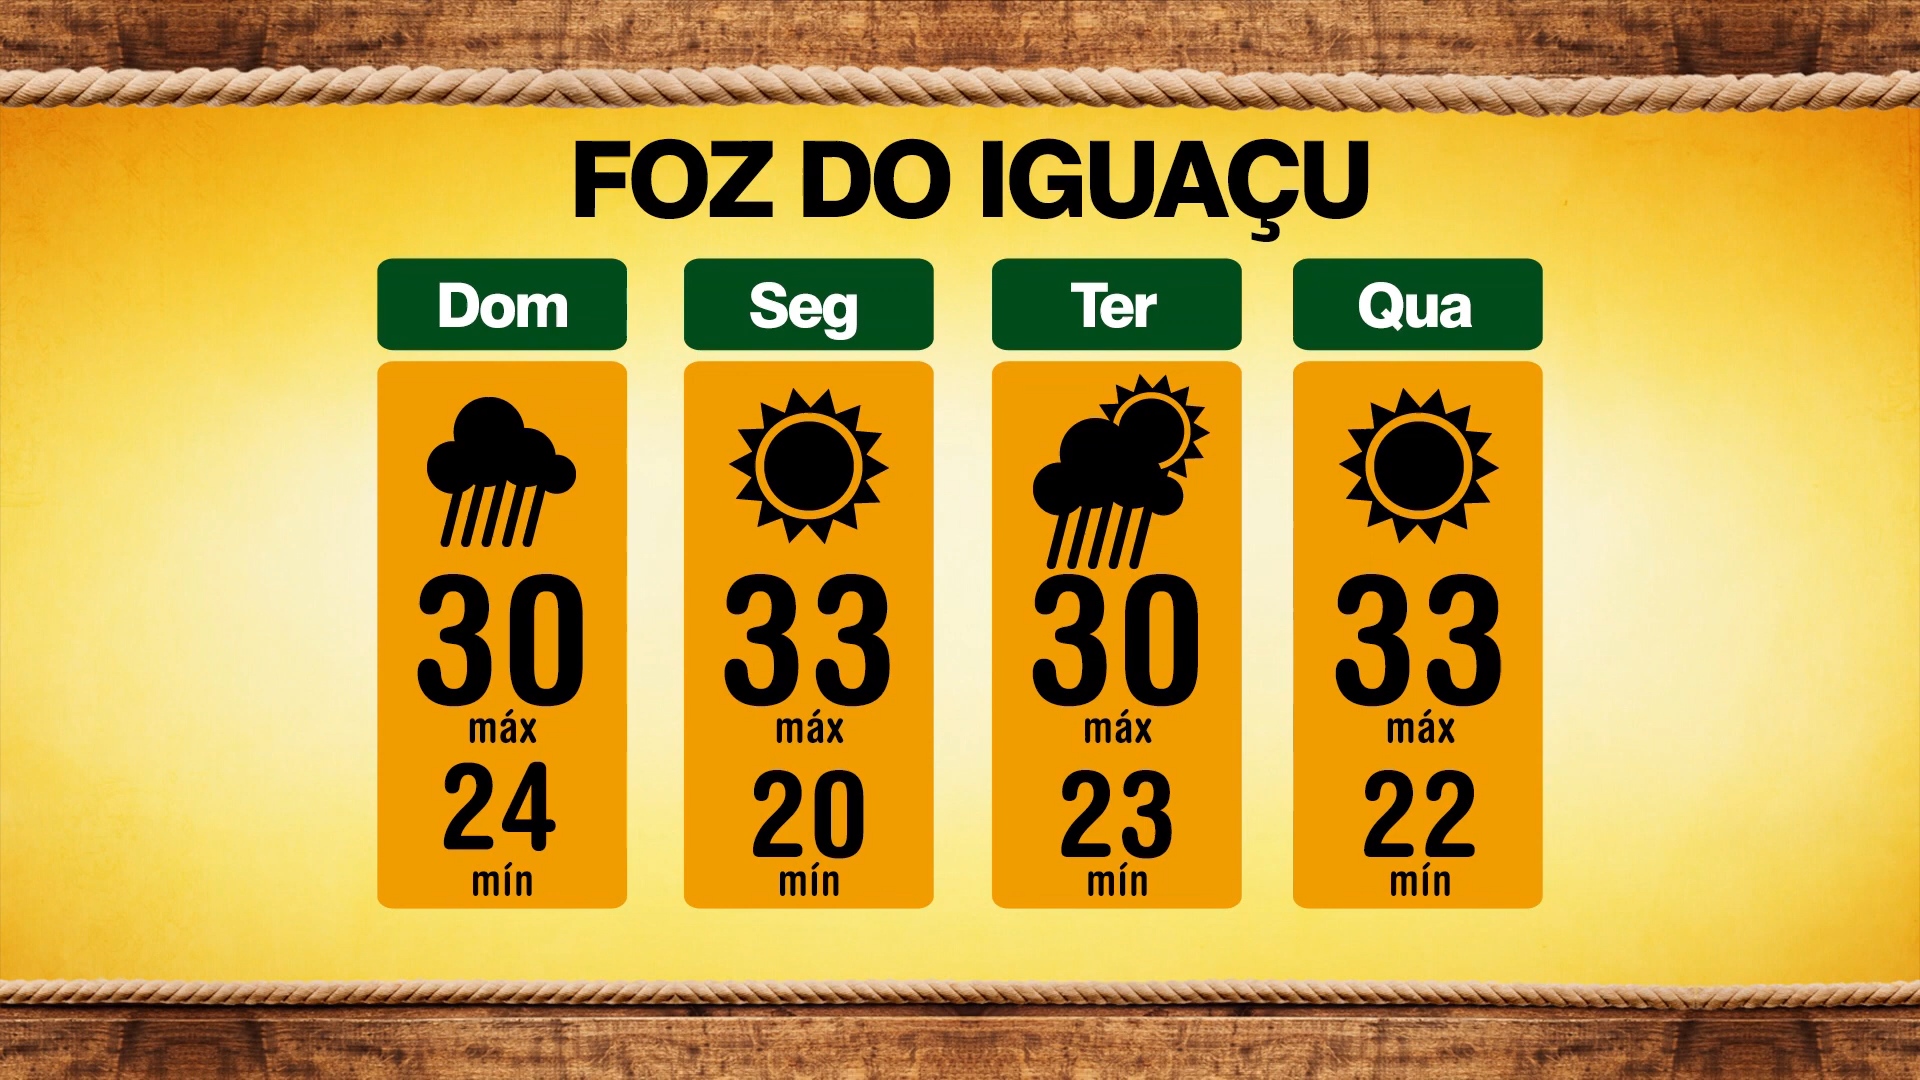 FOZ DO IGUAÇU
Dom Seg Ter Qua
30 33 30 33
máx máx máx máx
24 20 23 22
mín mín mín mín